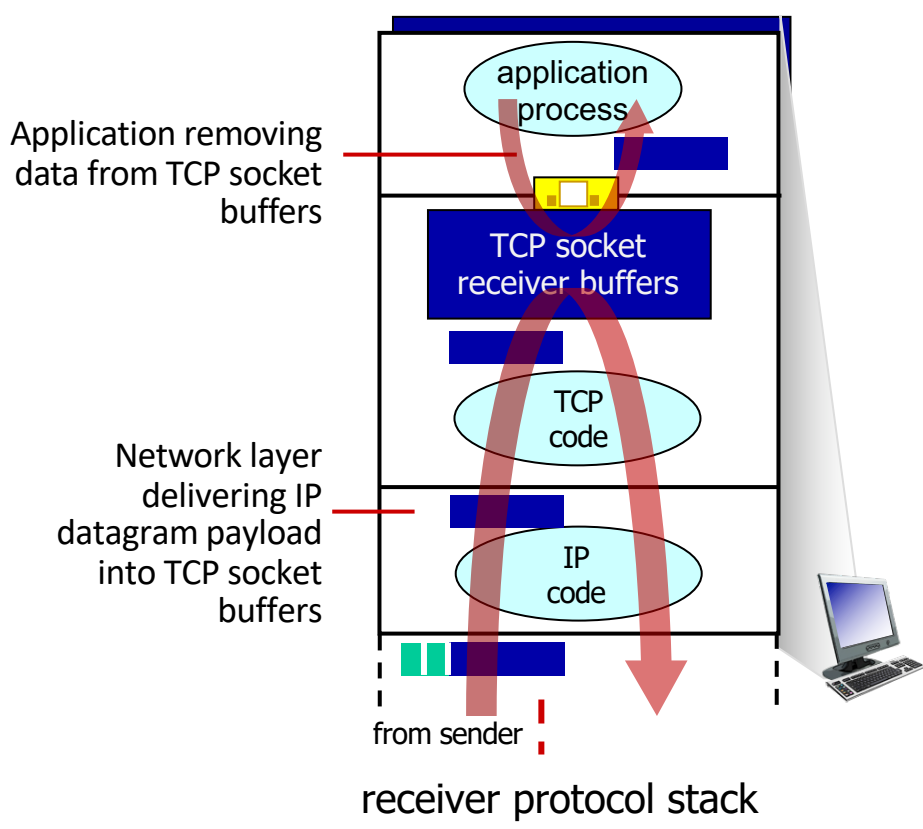 application
process
Application removing
data from TCP socket
buffers
TCP socket
receiver buffers
TCP
code
Network layer
delivering IP
datagram payload
into TCP socket
buffers
IP
code
from sender
receiver protocol stack